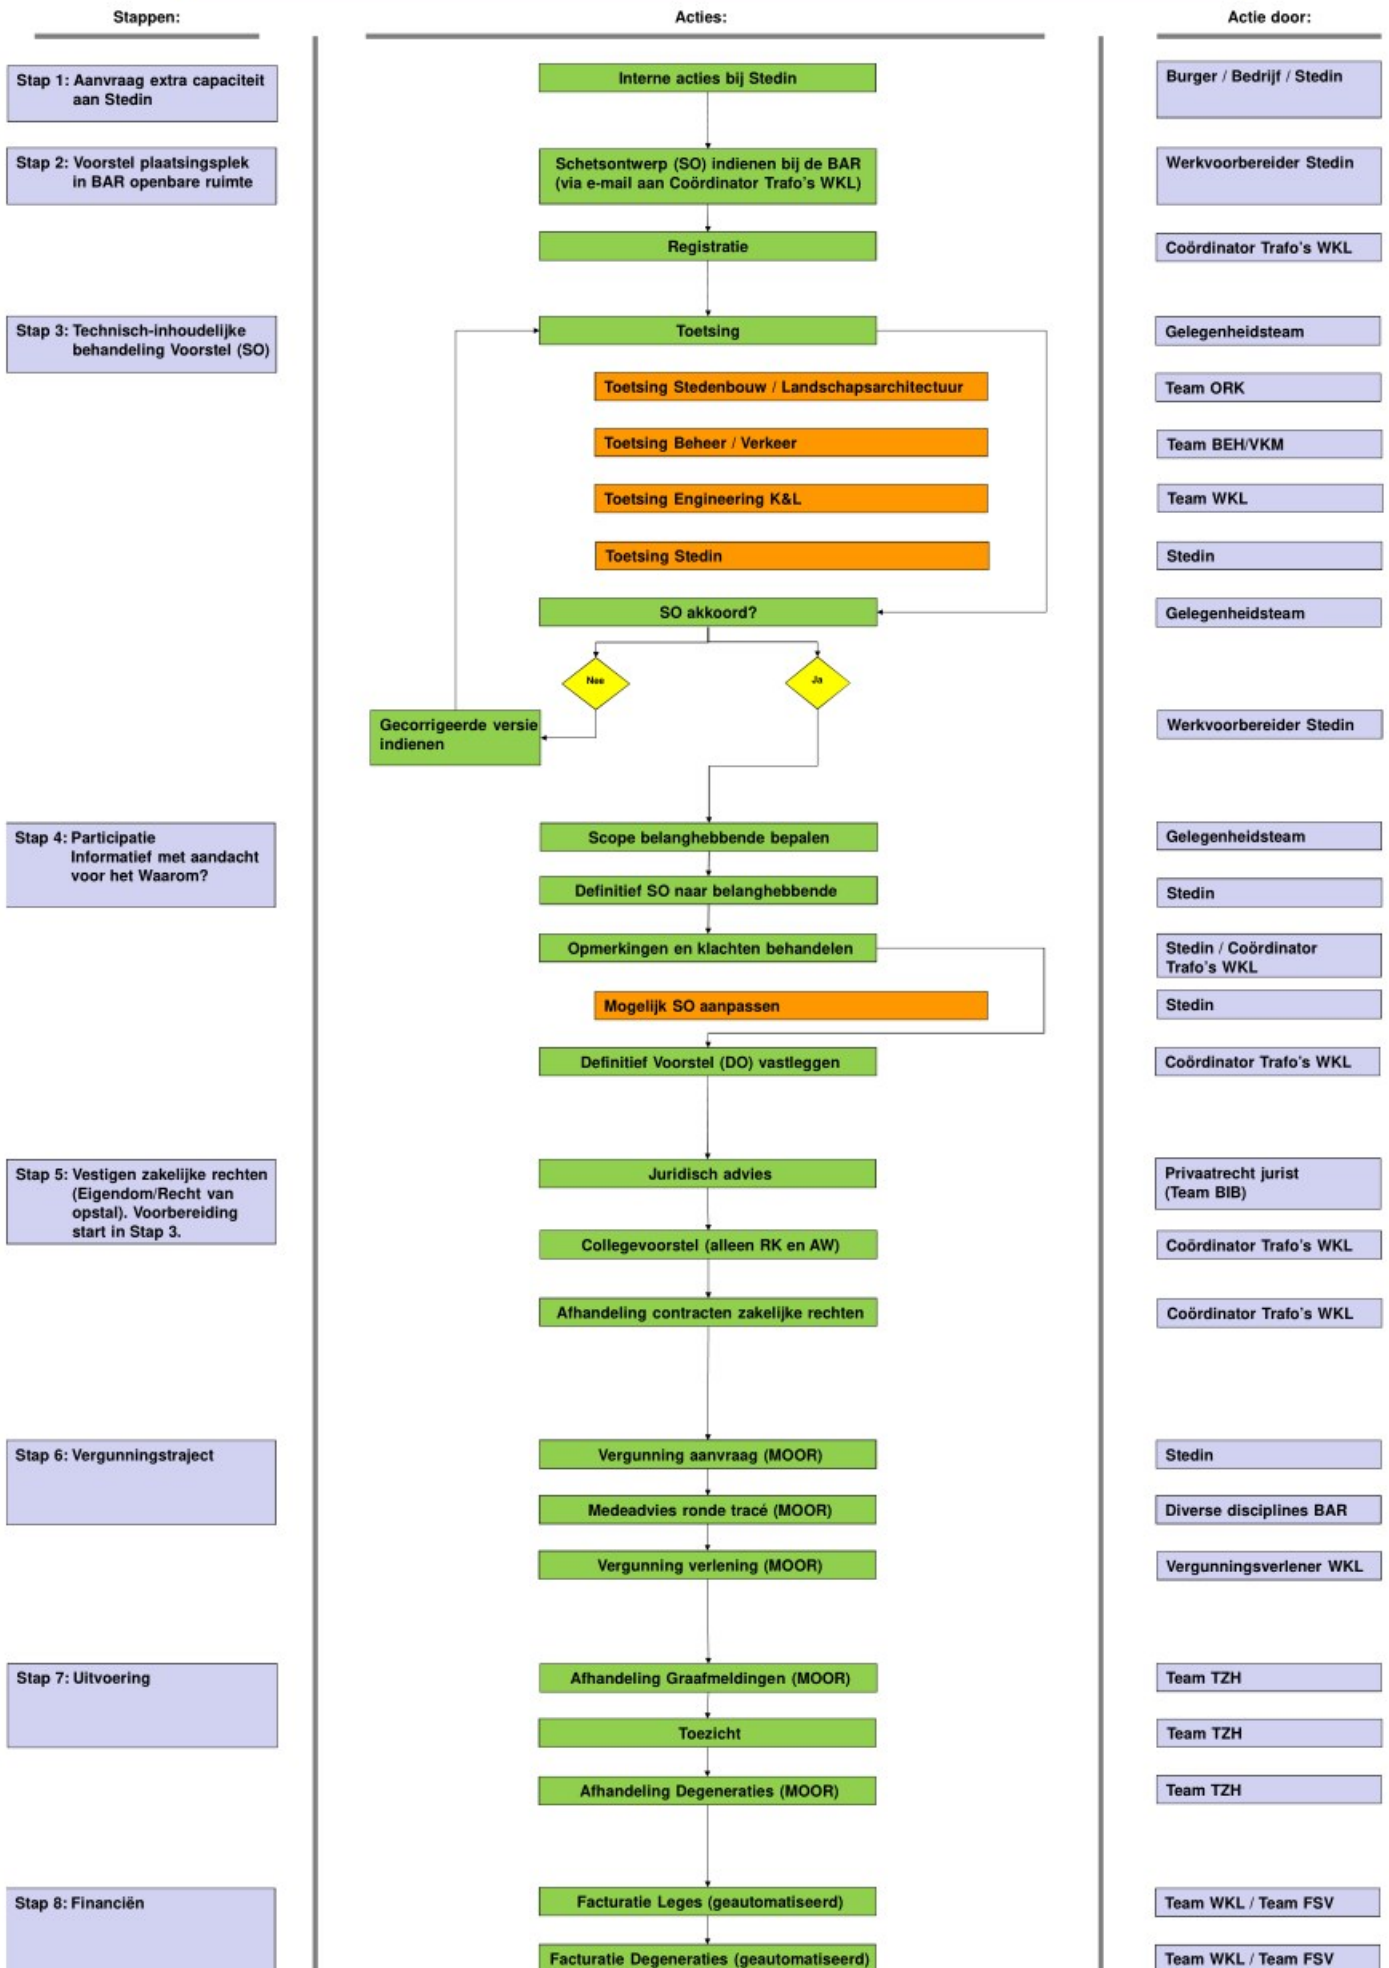 Stappen:
Acties:
Actie door:
Stap 1: Aanvraag extra capaciteit
aan Stedin
Interne acties bij Stedin
Burger / Bedrijf / Stedin
Stap 2: Voorstel plaatsingsplek
in BAR openbare ruimte
Schetsontwerp (SO) indienen bij de BAR
(via e-mail aan Coördinator Trafo's WKL)
Werkvoorbereider Stedin
Registratie
Coördinator Trafo's WKL
Stap 3: Technisch-inhoudelijke
behandeling Voorstel (SO)
Toetsing
Gelegenheidsteam
Toetsing Stedenbouw / Landschapsarchitectuur
Team ORK
Toetsing Beheer / Verkeer
Team BEH/VKM
Toetsing Engineering K&L
Team WKL
Toetsing Stedin
Stedin
SO akkoord?
Gelegenheidsteam
Nee
Ja
Gecorrigeerde versie
indienen
Werkvoorbereider Stedin
Stap 4: Participatie
Informatief met aandacht
voor het Waarom?
Scope belanghebbende bepalen
Gelegenheidsteam
Definitief SO naar belanghebbende
Stedin
Opmerkingen en klachten behandelen
Stedin / Coördinator
Trafo's WKL
Mogelijk SO aanpassen
Stedin
Definitief Voorstel (DO) vastleggen
Coördinator Trafo's WKL
Stap 5: Vestigen zakelijke rechten
(Eigendom/Recht van
opstal). Voorbereiding
start in Stap 3.
Juridisch advies
Privaatrecht jurist
(Team BIB)
Collegevoorstel (alleen RK en AW)
Coördinator Trafo's WKL
Afhandeling contracten zakelijke rechten
Coördinator Trafo's WKL
Stap 6: Vergunningstraject
Vergunning aanvraag (MOOR)
Stedin
Medeadvies ronde tracé (MOOR)
Diverse disciplines BAR
Vergunning verlening (MOOR)
Vergunningsverlener WKL
Stap 7: Uitvoering
Afhandeling Graafmeldingen (MOOR)
Team TZH
Toezicht
Team TZH
Afhandeling Degeneraties (MOOR)
Team TZH
Stap 8: Financiën
Facturatie Leges (geautomatiseerd)
Team WKL / Team FSV
Facturatie Degeneraties (geautomatiseerd)
Team WKL / Team FSV